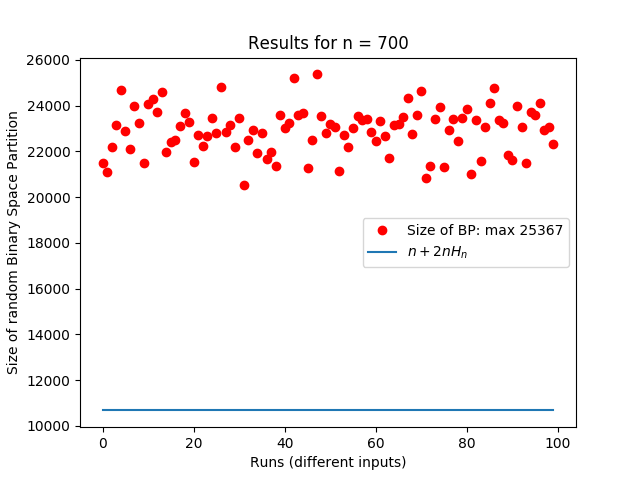 Results for n = 700
Size of random Binary Space Partition
26000
24000
22000
20000
18000
16000
14000
12000
10000
Size of BP: max 25367
n + 2nHₙ
0 20 40 60 80 100
Runs (different inputs)